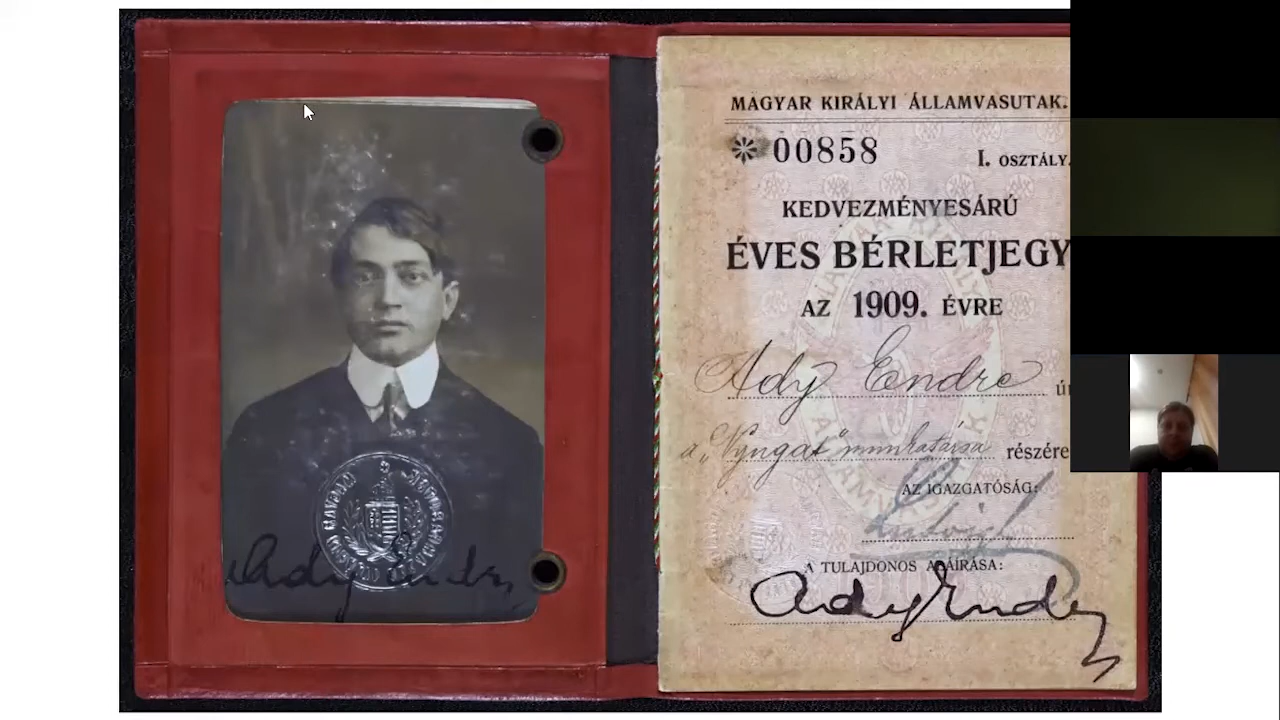 Ady Endre
MAGYAR KIRÁLYI ÁLLAMVASUTAK.
00858
I. OSZTÁLY.
KEDVEZMÉNYESÁRÚ
ÉVES BÉRLETJEGY
AZ 1909. ÉVRE
Ady Endre
a „Nyugat" munkatársa részére
AZ IGAZGATÓSÁG:
A TULAJDONOS ALÁÍRÁSA:
Ady Endre